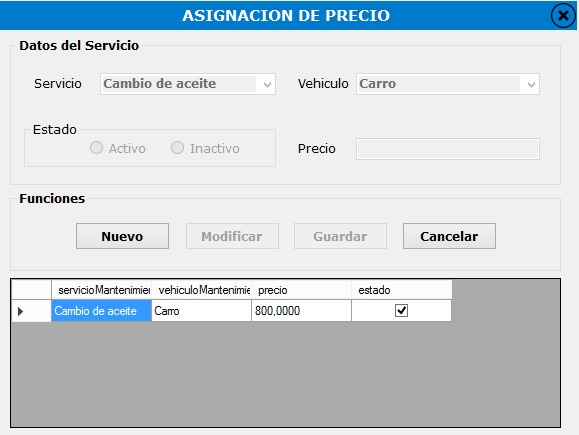 ASIGNACION DE PRECIO
Datos del Servicio
Servicio Cambio de aceite Vehiculo Carro
Estado
Activo Inactivo Precio
Funciones
Nuevo Modificar Guardar Cancelar
servicioMantenimien vehiculoMantenimie precio estado
Cambio de aceite Carro 800,0000